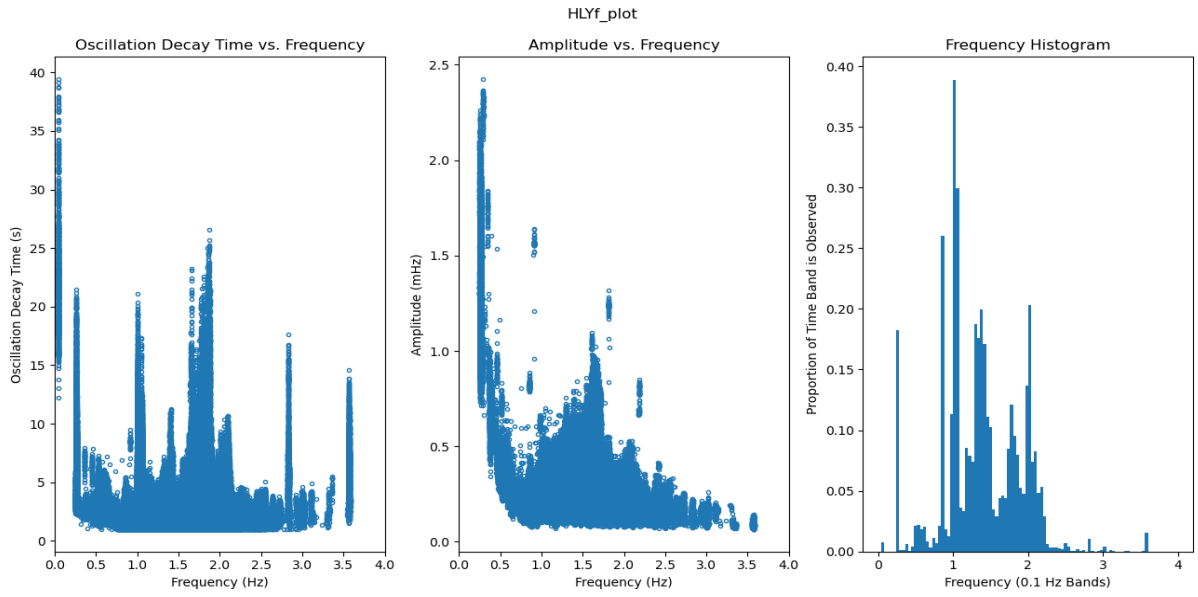 HLYf_plot
Oscillation Decay Time vs. Frequency
Oscillation Decay Time (s)
40
35
30
25
20
15
10
5
0
0.0 0.5 1.0 1.5 2.0 2.5 3.0 3.5 4.0
Frequency (Hz)
Amplitude vs. Frequency
Amplitude (mHz)
2.5
2.0
1.5
1.0
0.5
0.0
0.0 0.5 1.0 1.5 2.0 2.5 3.0 3.5 4.0
Frequency (Hz)
Frequency Histogram
Proportion of Time Band is Observed
0.40
0.35
0.30
0.25
0.20
0.15
0.10
0.05
0.00
0 1 2 3 4
Frequency (0.1 Hz Bands)